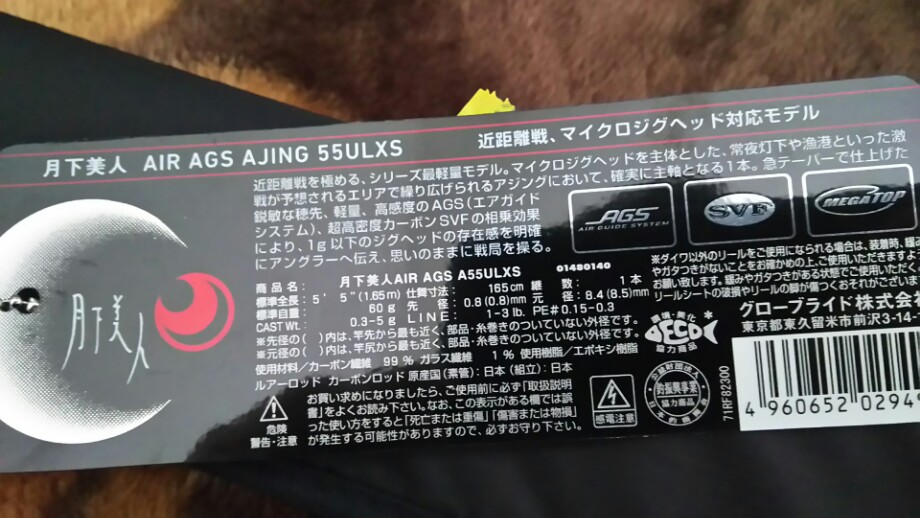 月下美人 AIR AGS AJING 55ULXS
近距離戦、マイクロジグヘッド対応モデル
近距離戦を極める、シリーズ最軽量モデル。マイクロジグヘッドを主体とした、常夜灯下や漁港といった激
戦が予想されるエリアで繰り広げられるアジングにおいて、確実に主軸となる1本。急テーパーで仕上げた
鋭敏な穂先、軽量、高感度のAGS(エアガイド
システム)、超高密度カーボンSVFの相乗効果
により、1g以下のジグヘッドの存在感を明確
にアングラーへ伝え、思いのままに戦局を操る。
AGS
AIR GUIDE SYSTEM
SVF
MEGATOP
月下美人
商品名: 月下美人AIR AGS A55ULXS 01480140
標準全長: 5' 5"(1.65m) 仕舞寸法: 165cm 継数: 1本
標準自重: 60g 先径: 0.8(0.8)mm 元径: 8.4(8.5)mm
CAST Wt.: 0.3-5g LINE: 1-3 lb. PE#0.15-0.3
※先径の( )内は、竿先から最も近く、部品・糸巻きのついていない外径です。
※元径の( )内は、竿尻から最も近く、部品・糸巻きのついていない外径です。
使用材料/カーボン繊維 99% ガラス繊維 1% 使用樹脂/エポキシ樹脂
ルアーロッド カーボンロッド 原産国(素管): 日本(組立): 日本
危険
警告・注意
お買い求めになりましたら、ご使用前に必ず「取扱説明
書」をよくお読み下さい。なお、この表示がある欄では誤
った使い方をすると「死亡または重傷」「傷害または物損」
が発生する可能性がありますので、必ずお守り下さい。
感電注意
※ダイワ以外のリールをご使用になられる場合は、装着時、緩
やガタつきがないことをお確かめの上、ご使用いただきますよう
お願い致します。緩みやガタつきがある状態でご使用いただく
リールシートの破損やリールの脚が傷つくおそれがございま
グローブライド株式会
東京都東久留米市前沢3-14-
環境・美化
ECO
協力商品
公益財団法人
釣振興事業
協力商品
日本釣振興会
71RF82300
4 960652 0294